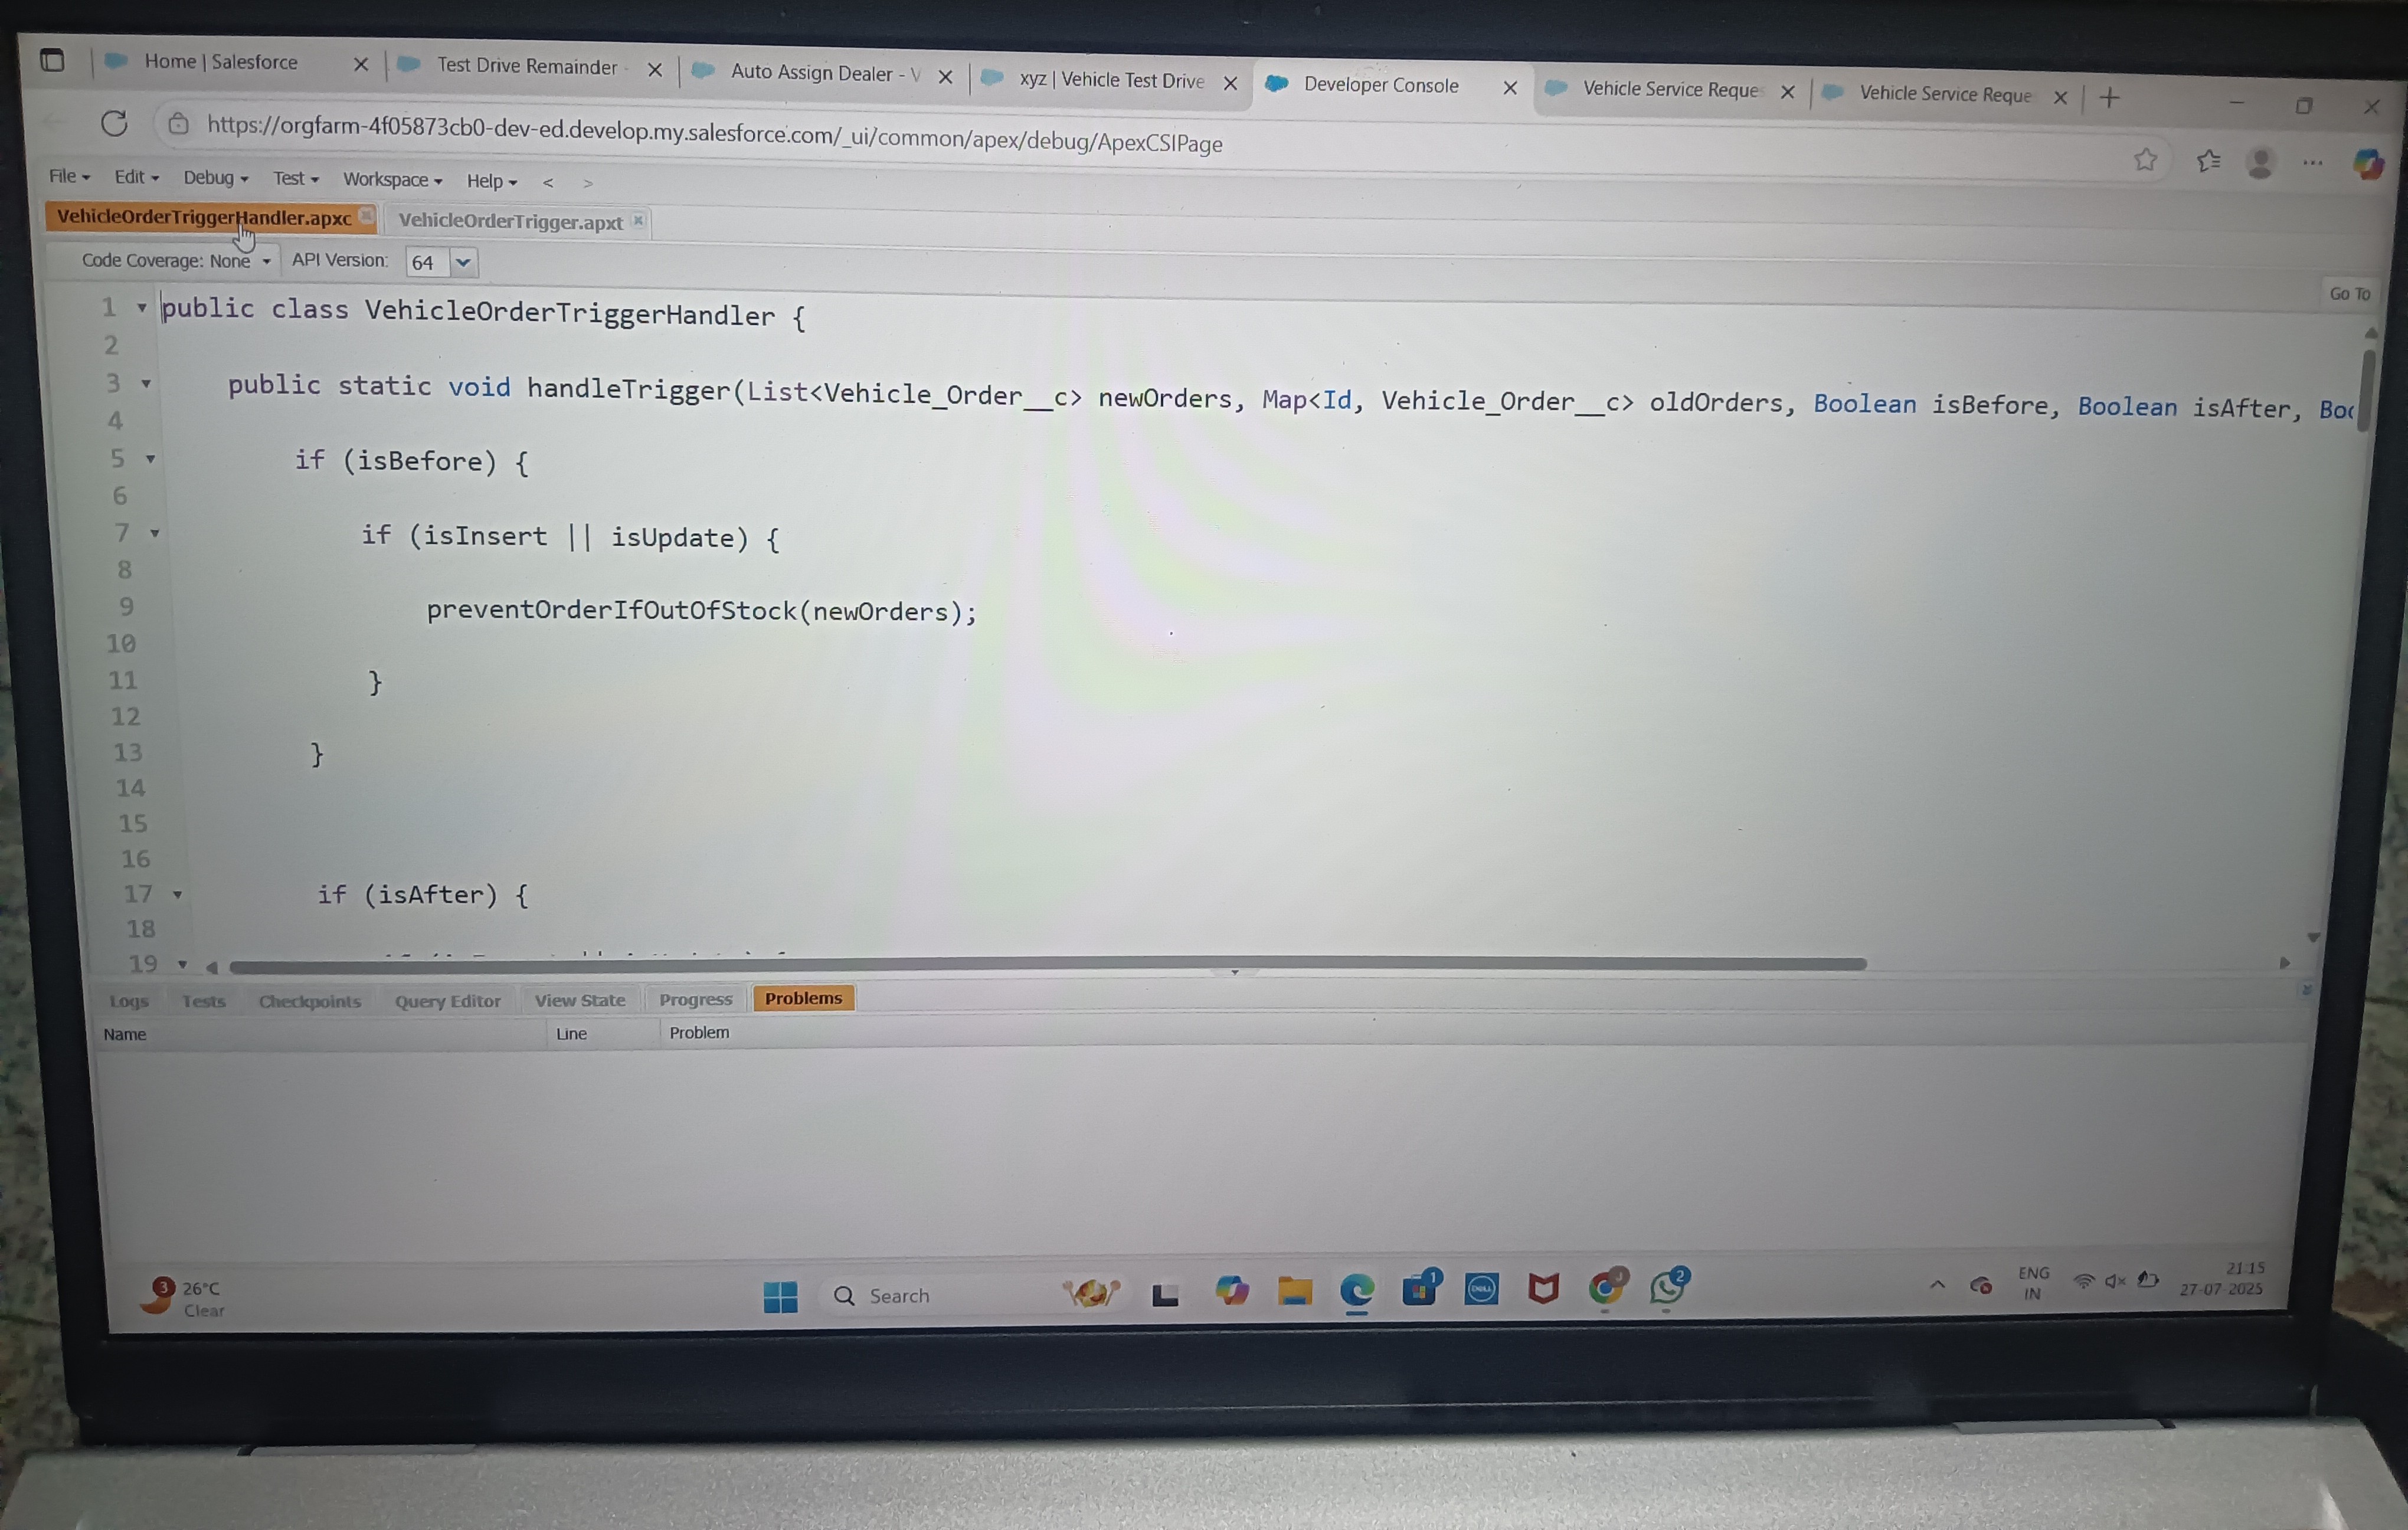 Home | Salesforce
Test Drive Remainder
Auto Assign Dealer - V
xyz | Vehicle Test Drive
Developer Console
Vehicle Service Reque
Vehicle Service Reque
https://orgfarm-4f05873cb0-dev-ed.develop.my.salesforce.com/_ui/common/apex/debug/ApexCSIPage
File Edit Debug Test Workspace Help < >
VehicleOrderTriggerHandler.apxc VehicleOrderTrigger.apxt
Code Coverage: None API Version: 64
Go To
1 public class VehicleOrderTriggerHandler {
2
3 public static void handleTrigger(List<Vehicle_Order__c> newOrders, Map<Id, Vehicle_Order__c> oldOrders, Boolean isBefore, Boolean isAfter, Boo
4
5 if (isBefore) {
6
7 if (isInsert || isUpdate) {
8
9 preventOrderIfOutOfStock(newOrders);
10
11 }
12
13 }
14
15
16
17 if (isAfter) {
18
19
Logs Tests Checkpoints Query Editor View State Progress Problems
Name Line Problem
3
26°C
Clear
Search
1
DELL
J
2
ENG
IN
21:15
27-07-2025